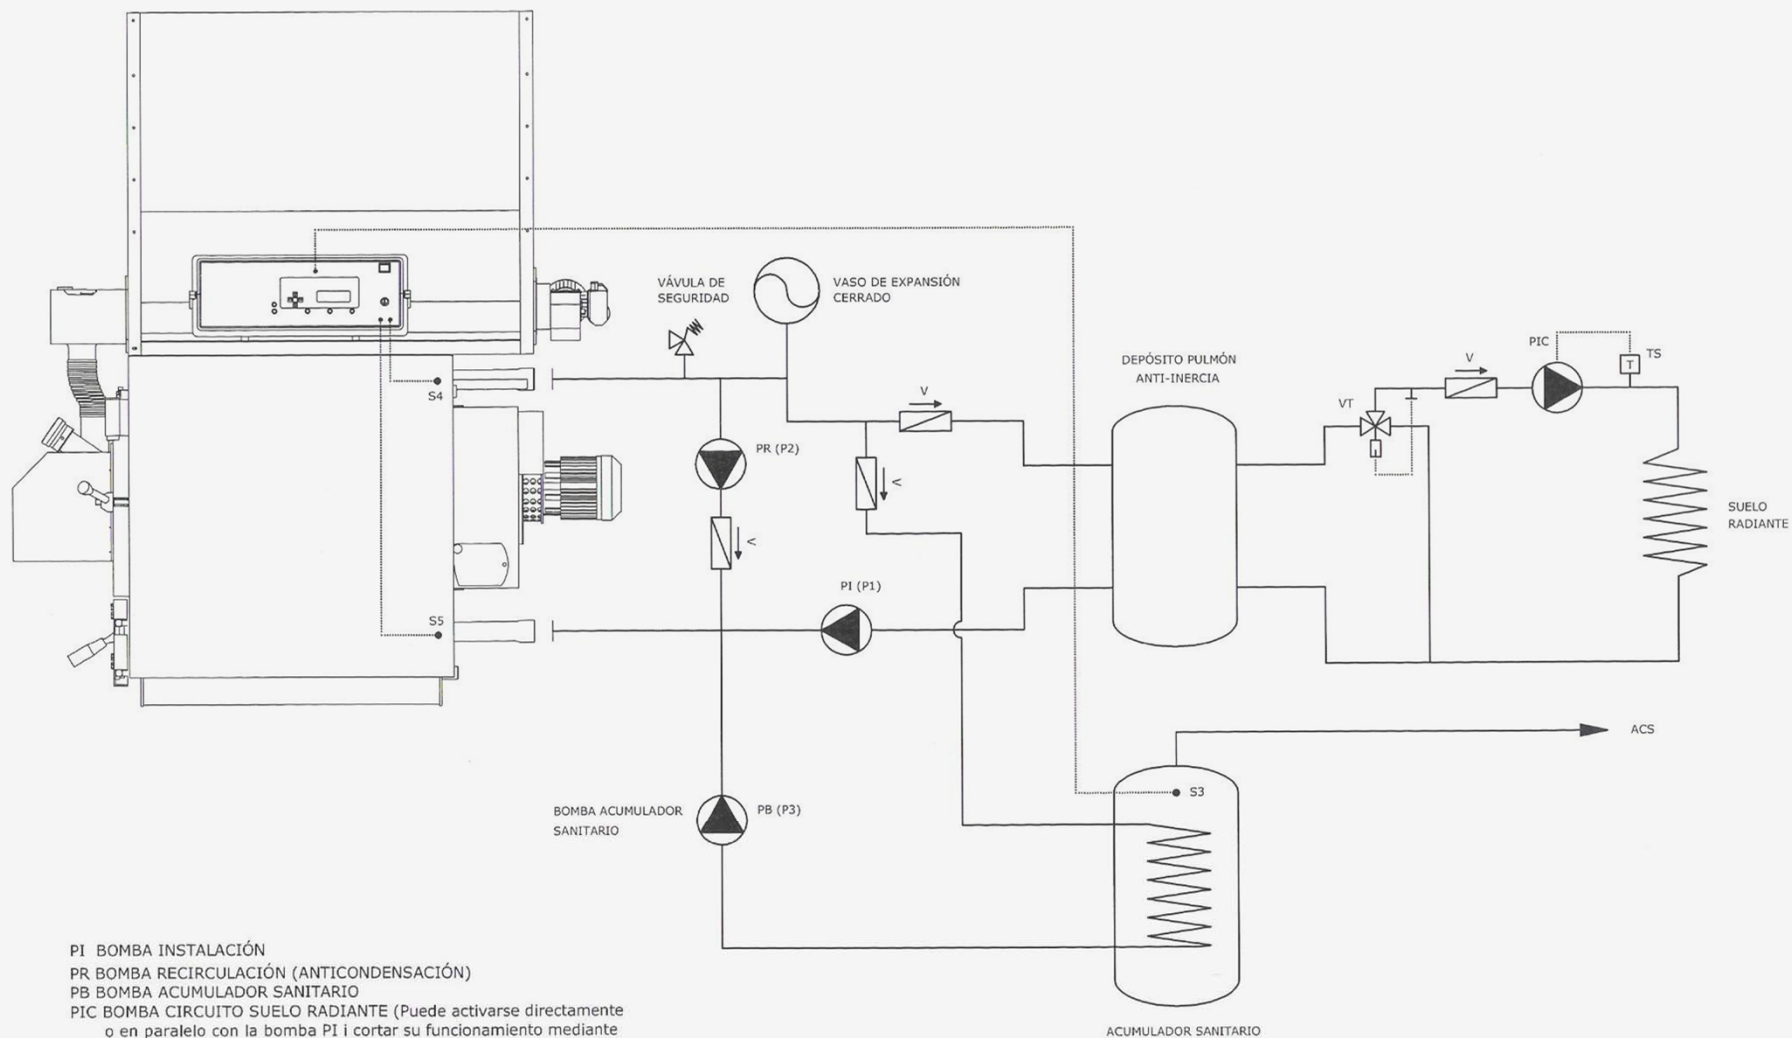 VÁVULA DE
SEGURIDAD
VASO DE EXPANSIÓN
CERRADO
S4
PR (P2)
V
V
V
DEPÓSITO PULMÓN
ANTI-INERCIA
PIC
V
T
TS
VT
SUELO
RADIANTE
S5
PI (P1)
ACS
S3
BOMBA ACUMULADOR
SANITARIO
PB (P3)
ACUMULADOR SANITARIO
PI BOMBA INSTALACIÓN
PR BOMBA RECIRCULACIÓN (ANTICONDENSACIÓN)
PB BOMBA ACUMULADOR SANITARIO
PIC BOMBA CIRCUITO SUELO RADIANTE (Puede activarse directamente
o en paralelo con la bomba PI i cortar su funcionamiento mediante